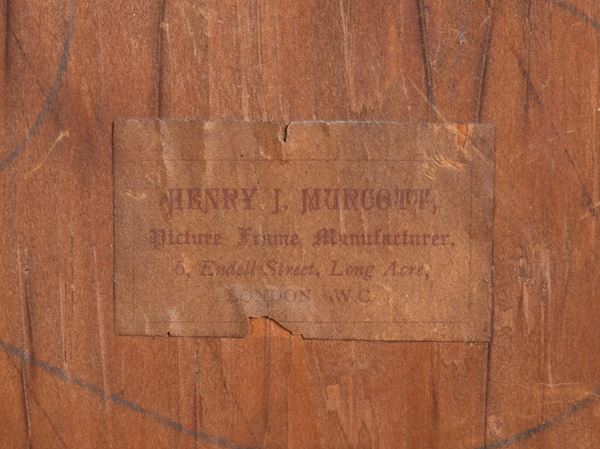 HENRY J. MURCOTT,
Picture Frame Manufacturer,
6, Endell Street, Long Acre,
LONDON W.C.